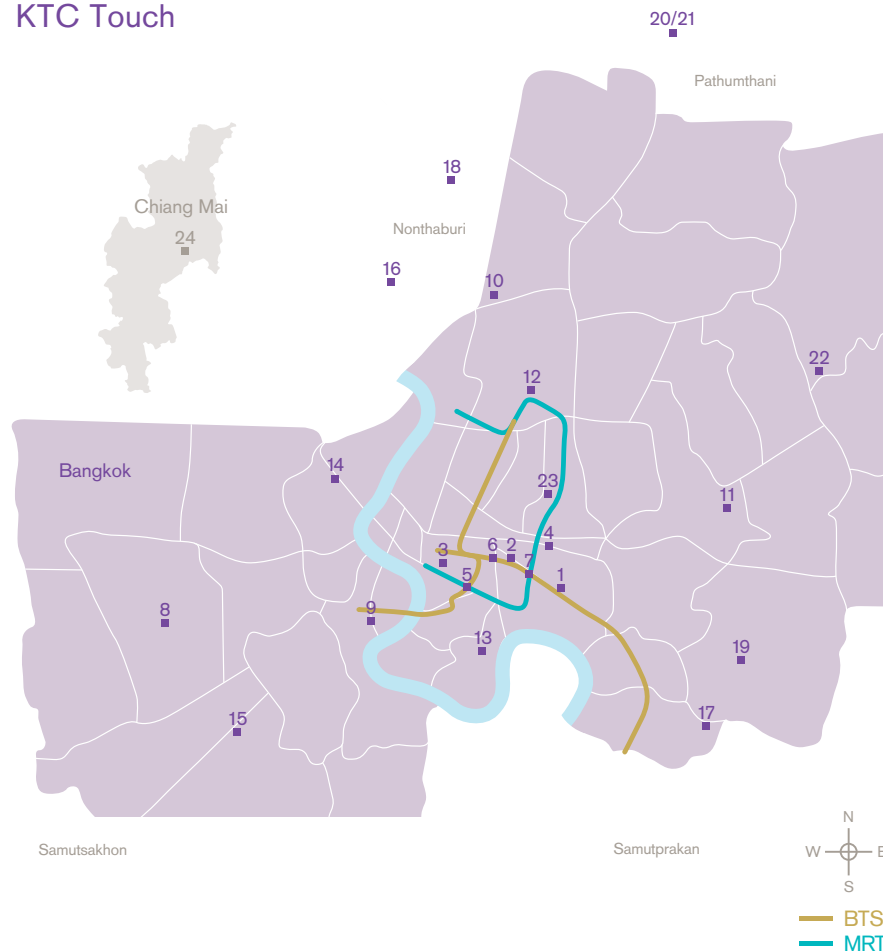 KTC Touch
20/21
Pathumthani
18
Chiang Mai
Nonthaburi
24
16
10
22
12
Bangkok
14
23
11
4
3
6
2
7
5
1
8
9
13
19
15
17
N
Samutsakhon
Samutprakan
W
E
S
BTS
MRT